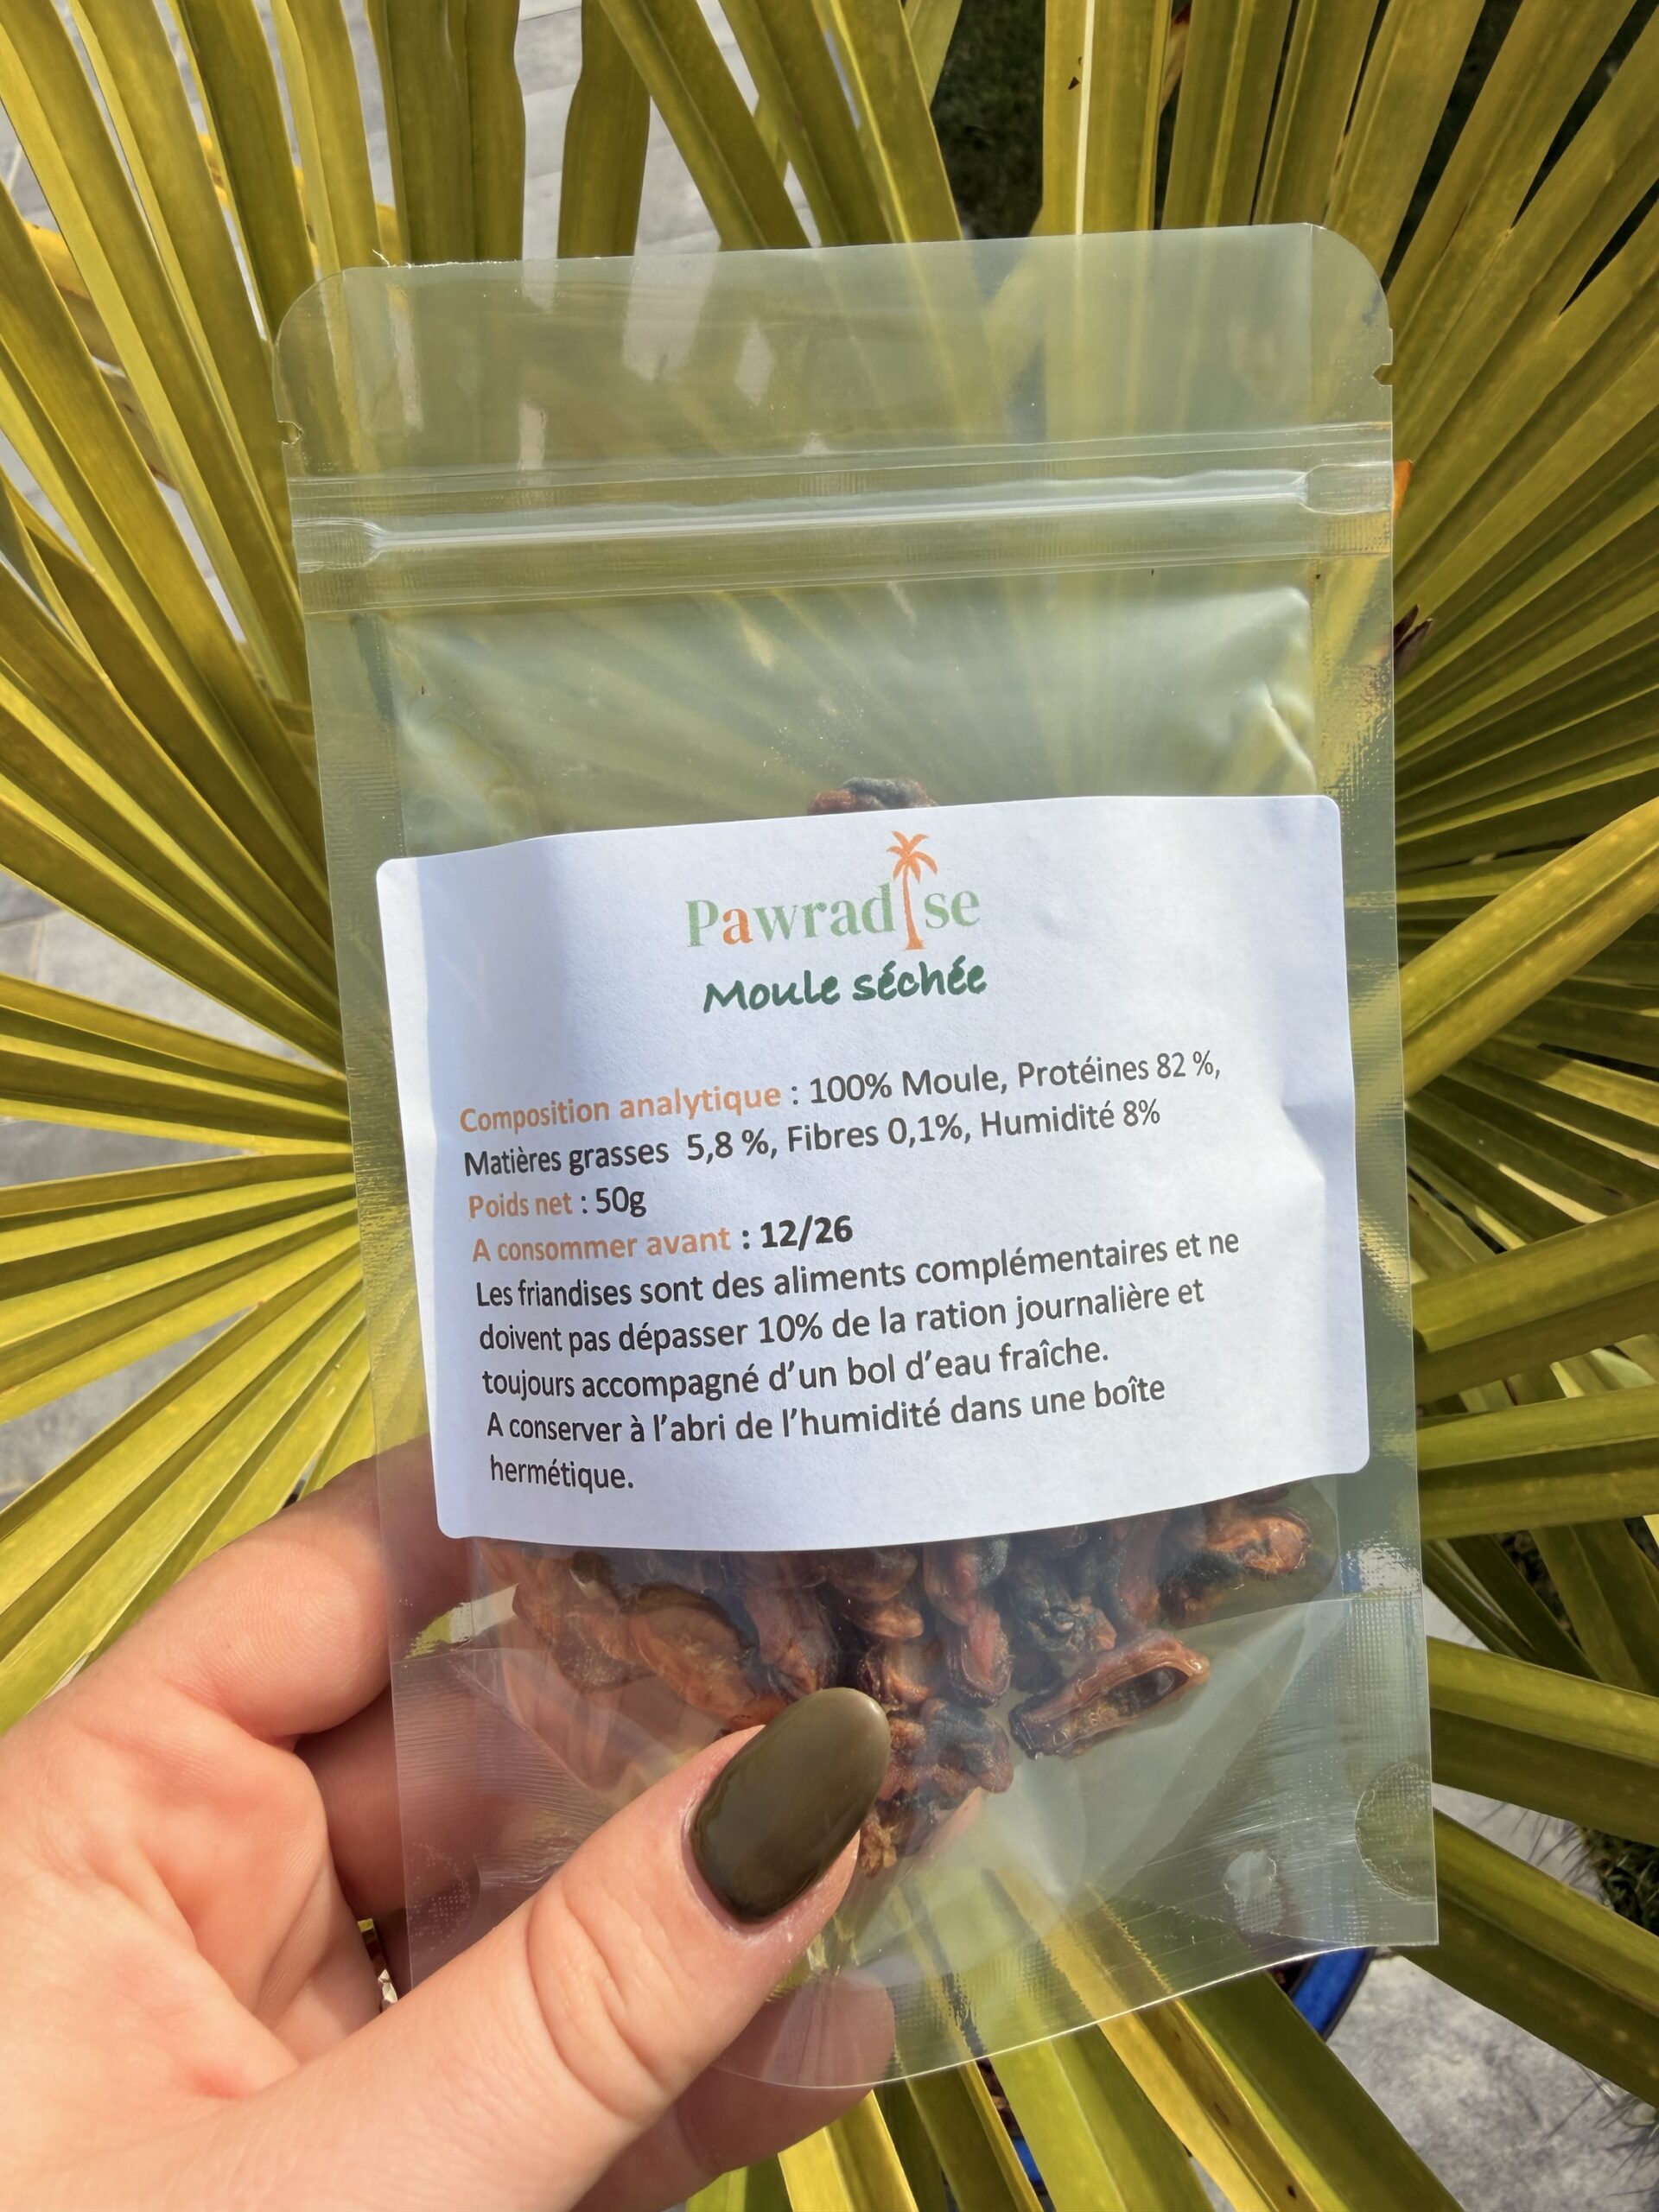 Pawradise
Moule séchée
Composition analytique : 100% Moule, Protéines 82 %,
Matières grasses 5,8 %, Fibres 0,1%, Humidité 8%
Poids net : 50g
A consommer avant : 12/26
Les friandises sont des aliments complémentaires et ne
doivent pas dépasser 10% de la ration journalière et
toujours accompagné d'un bol d'eau fraîche.
A conserver à l'abri de l'humidité dans une boîte
hermétique.